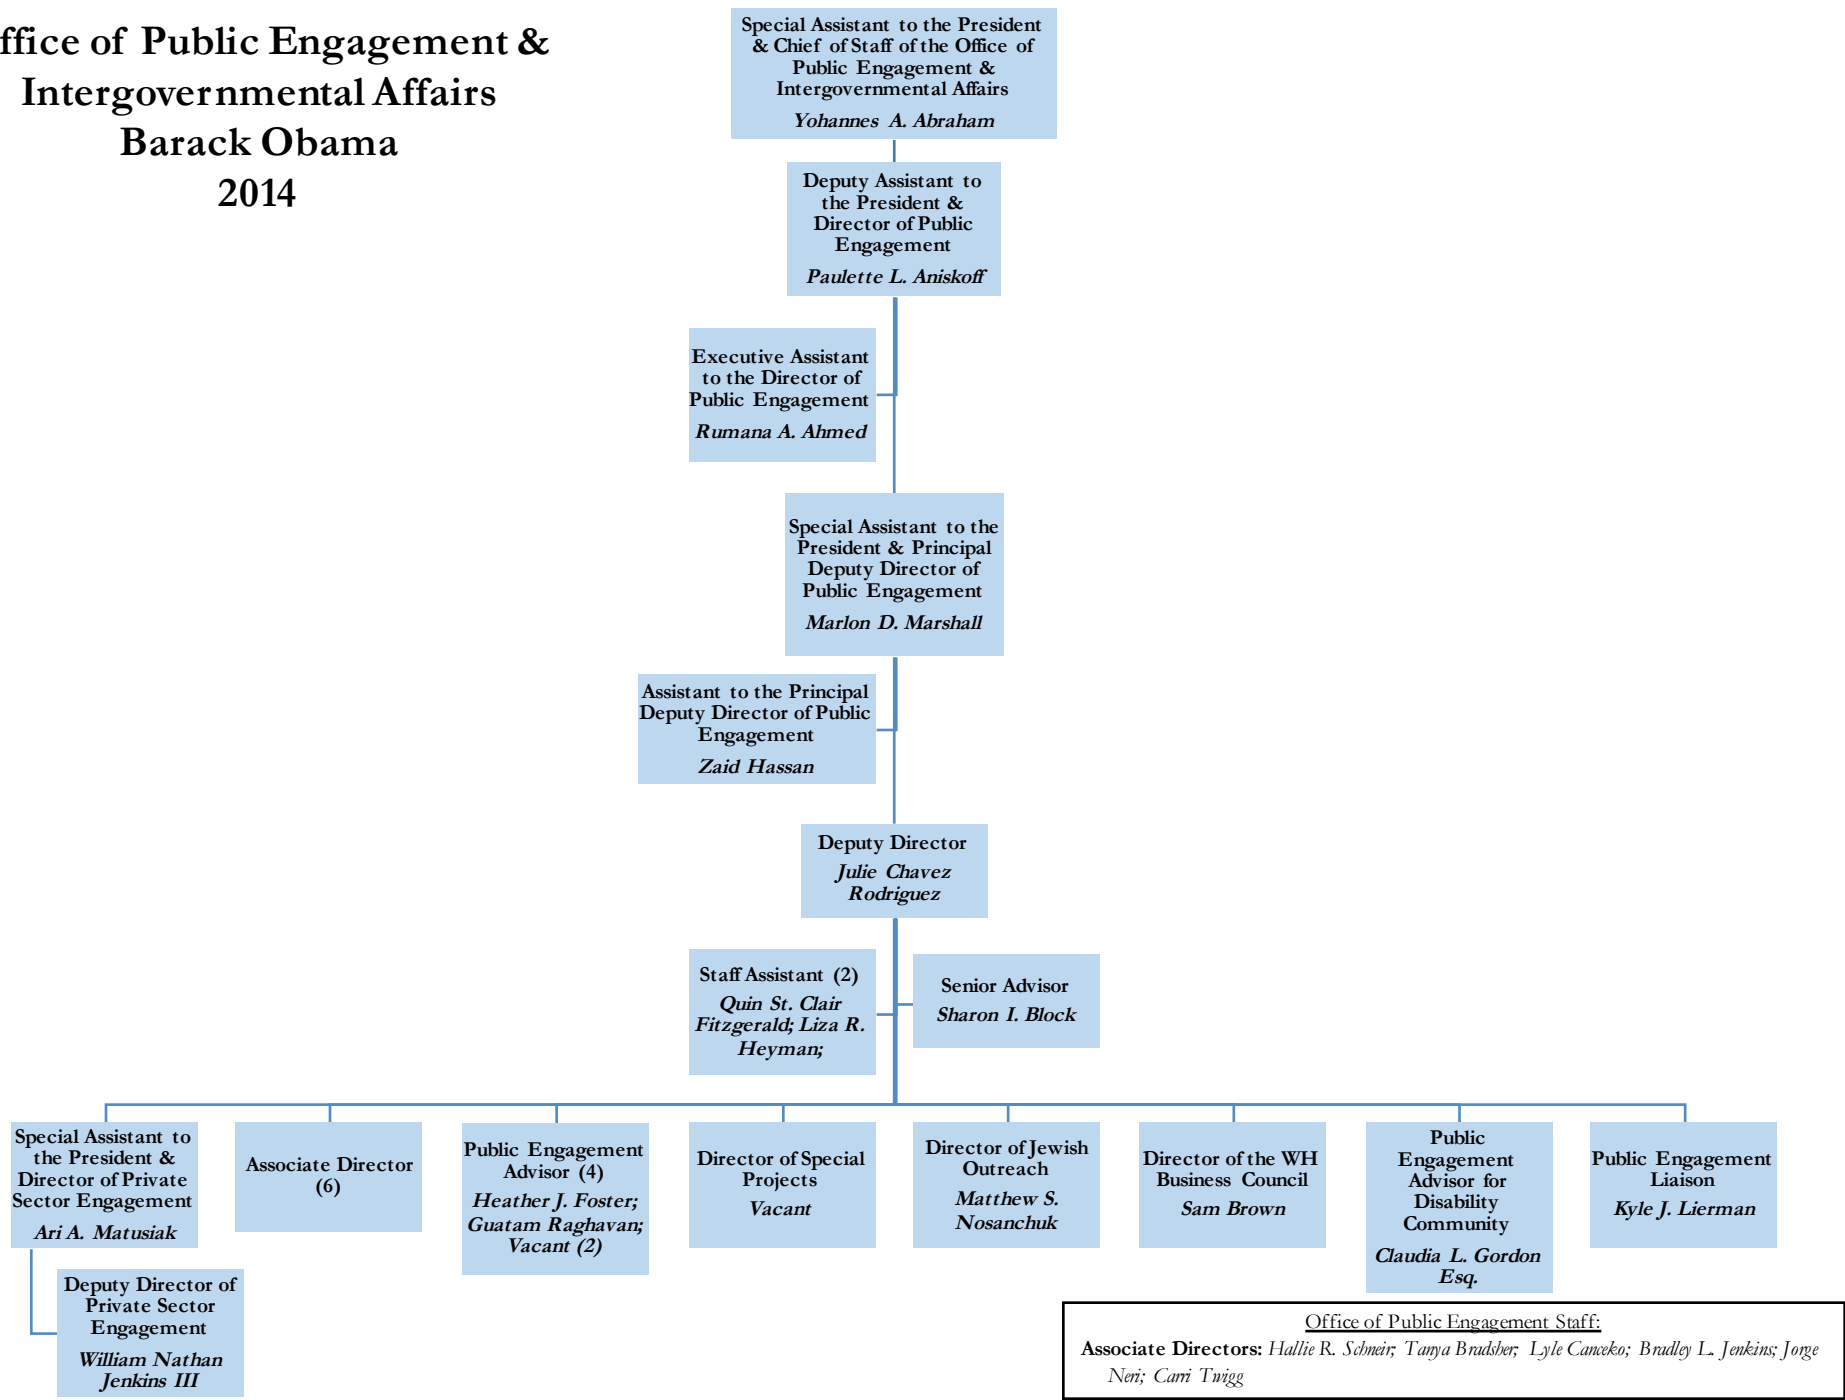 ffice of Public Engagement &
Intergovernmental Affairs
Barack Obama
2014
Special Assistant to the President
& Chief of Staff of the Office of
Public Engagement &
Intergovernmental Affairs
Yohannes A. Abraham
Deputy Assistant to
the President &
Director of Public
Engagement
Paulette L. Aniskoff
Executive Assistant
to the Director of
Public Engagement
Rumana A. Ahmed
Special Assistant to the
President & Principal
Deputy Director of
Public Engagement
Marlon D. Marshall
Assistant to the Principal
Deputy Director of Public
Engagement
Zaid Hassan
Deputy Director
Julie Chavez
Rodriguez
Staff Assistant (2)
Quin St. Clair
Fitzgerald; Liza R.
Heyman;
Senior Advisor
Sharon I. Block
Special Assistant to
the President &
Director of Private
Sector Engagement
Ari A. Matusiak
Deputy Director of
Private Sector
Engagement
William Nathan
Jenkins III
Associate Director
(6)
Public Engagement
Advisor (4)
Heather J. Foster;
Guatam Raghavan;
Vacant (2)
Director of Special
Projects
Vacant
Director of Jewish
Outreach
Matthew S.
Nosanchuk
Director of the WH
Business Council
Sam Brown
Public
Engagement
Advisor for
Disability
Community
Claudia L. Gordon
Esq.
Public Engagement
Liaison
Kyle J. Lierman
Office of Public Engagement Staff:
Associate Directors: Hallie R. Schneir; Tanya Bradsher; Lyle Canceko; Bradley L. Jenkins; Jorge
Neri; Carri Twigg